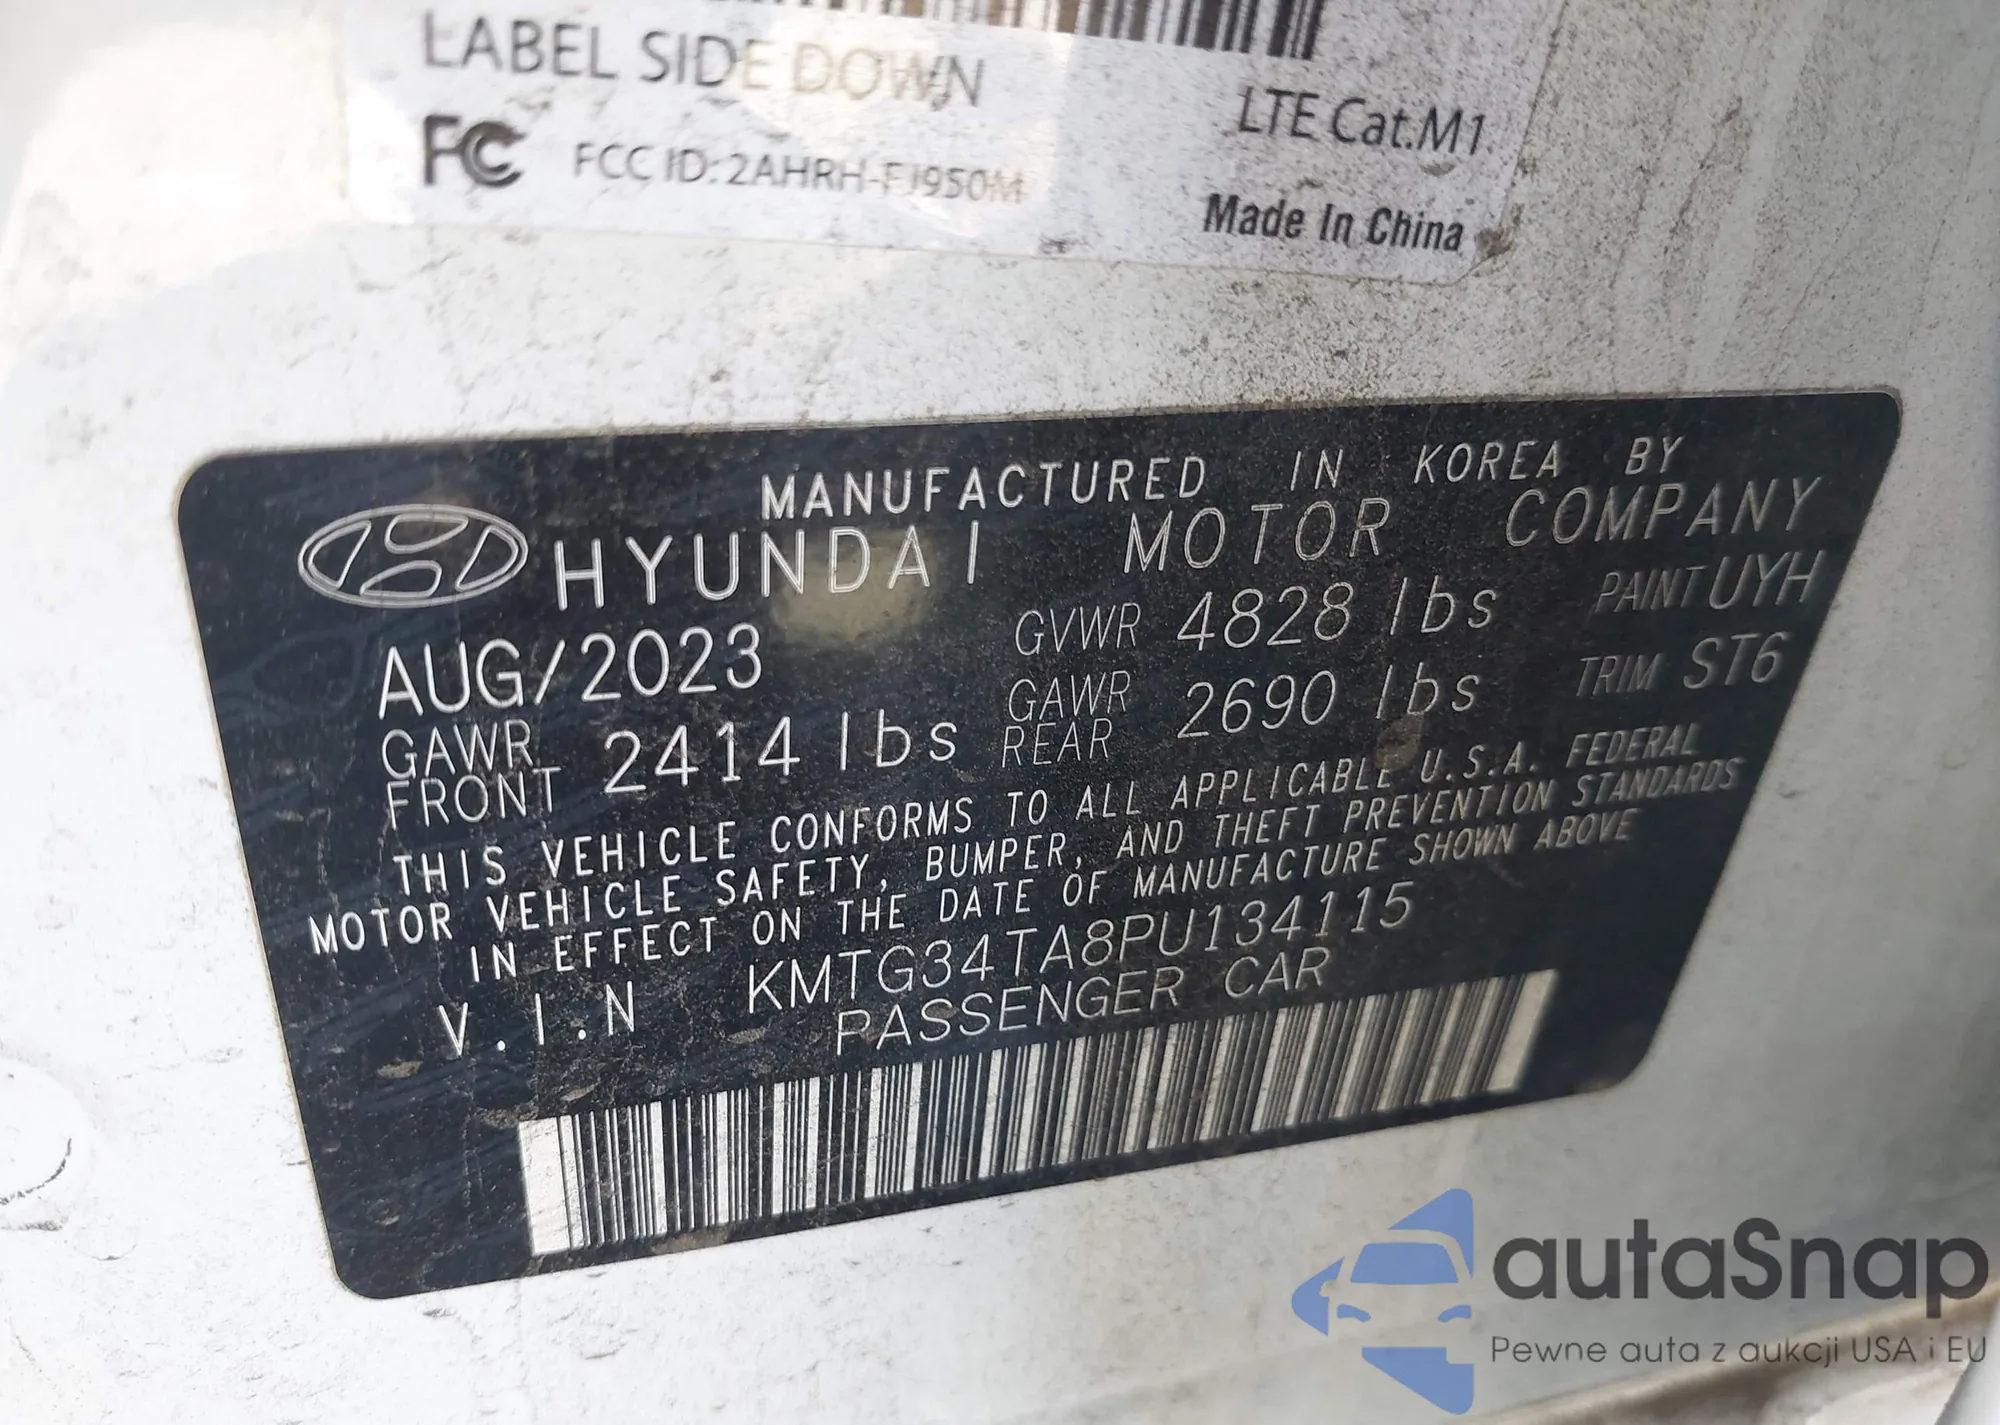 LABEL SIDE DOWN
LTE Cat.M1
FC FCC ID: 2AHRH-FJ950M
Made In China
MANUFACTURED IN KOREA BY
HYUNDAI MOTOR COMPANY
AUG/2023 GVWR 4828 lbs PAINT UYH
GAWR FRONT 2414 lbs GAWR REAR 2690 lbs TRIM ST6
THIS VEHICLE CONFORMS TO ALL APPLICABLE U.S.A. FEDERAL
MOTOR VEHICLE SAFETY, BUMPER, AND THEFT PREVENTION STANDARDS
IN EFFECT ON THE DATE OF MANUFACTURE SHOWN ABOVE
V.I.N KMTG34TA8PU134115
PASSENGER CAR
autaSnap
Pewne auta z aukcji USA i EU